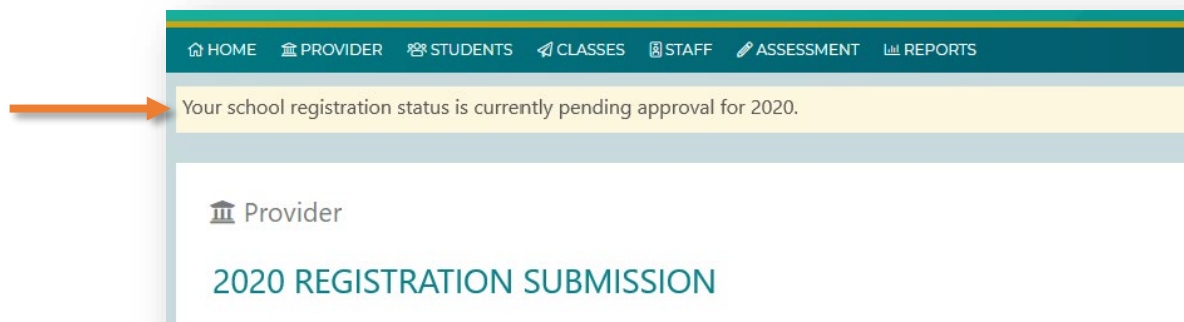 HOME PROVIDER STUDENTS CLASSES STAFF ASSESSMENT REPORTS
Your school registration status is currently pending approval for 2020.
Provider
2020 REGISTRATION SUBMISSION